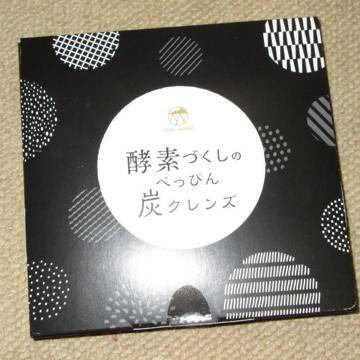 酵素づくしの
べっぴん
炭クレンズ